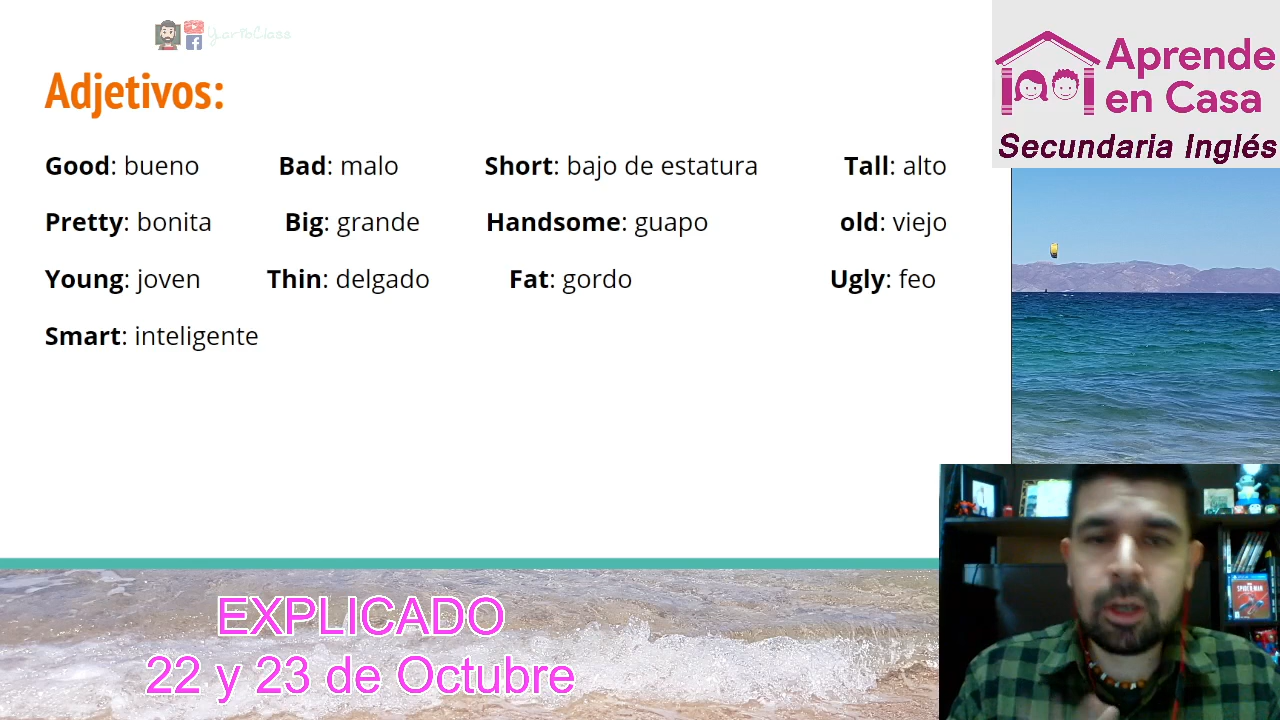 YorToClass
Aprende
en Casa
Secundaria Inglés
Adjetivos:
Good: bueno Bad: malo Short: bajo de estatura Tall: alto
Pretty: bonita Big: grande Handsome: guapo old: viejo
Young: joven Thin: delgado Fat: gordo Ugly: feo
Smart: inteligente
EXPLICADO
22 y 23 de Octubre